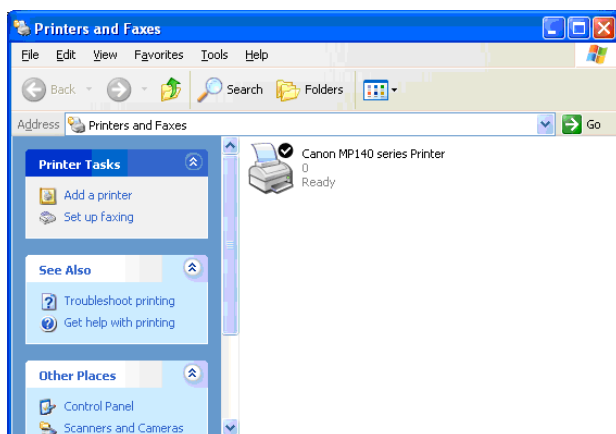 Printers and Faxes
File Edit View Favorites Tools Help
Back Search Folders
Address Printers and Faxes Go
Printer Tasks
Add a printer
Set up faxing
See Also
Troubleshoot printing
Get help with printing
Other Places
Control Panel
Scanners and Cameras
Canon MP140 series Printer
0
Ready